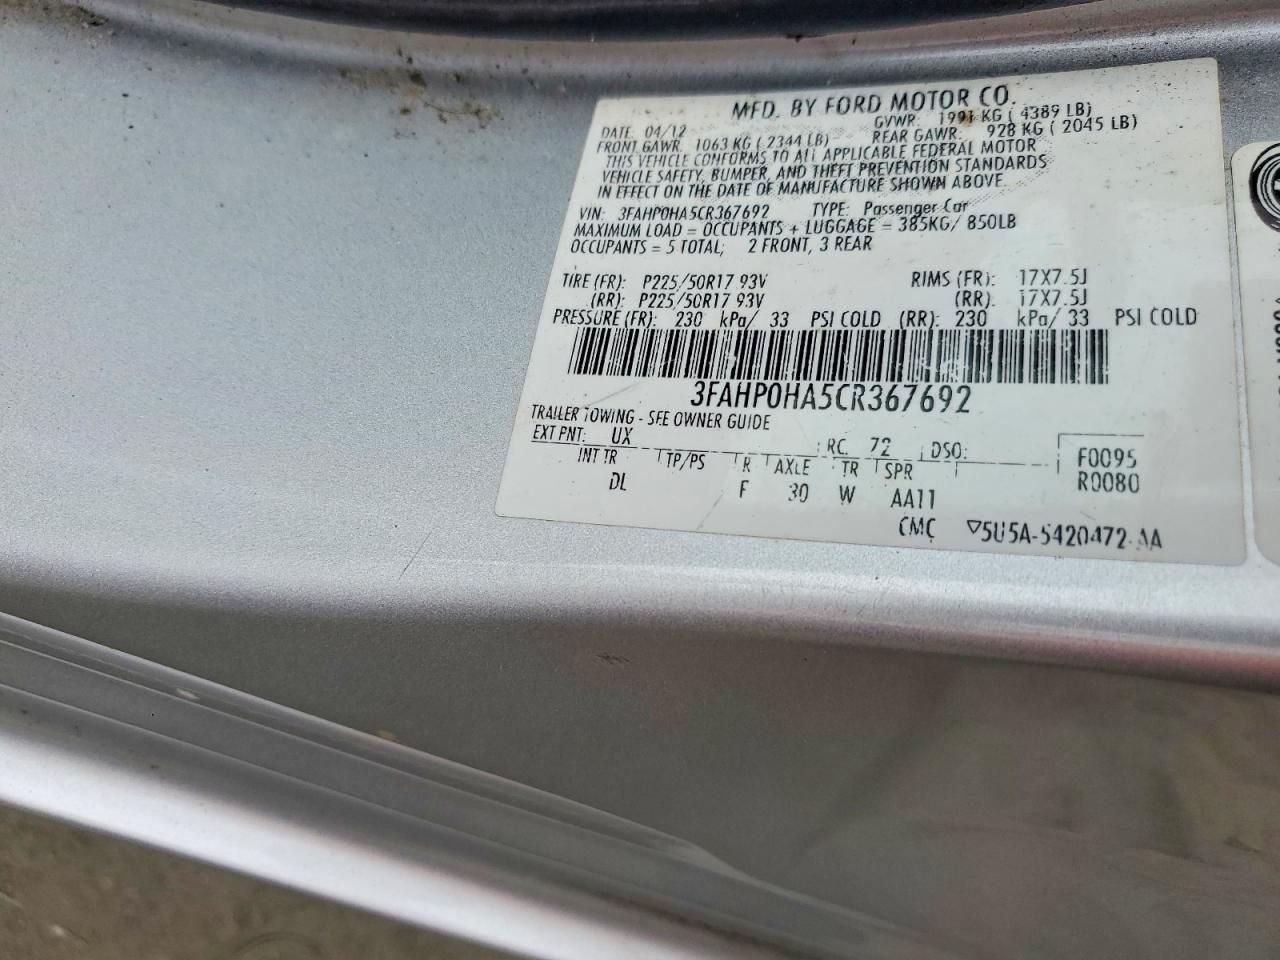 MFD. BY FORD MOTOR CO.
DATE: 04/12 GVWR: 1991 KG ( 4389 LB)
FRONT GAWR: 1063 KG ( 2344 LB) REAR GAWR: 928 KG ( 2045 LB)
THIS VEHICLE CONFORMS TO ALL APPLICABLE FEDERAL MOTOR
VEHICLE SAFETY, BUMPER, AND THEFT PREVENTION STANDARDS
IN EFFECT ON THE DATE OF MANUFACTURE SHOWN ABOVE.
VIN: 3FAHP0HA5CR367692 TYPE: Passenger Car
MAXIMUM LOAD = OCCUPANTS + LUGGAGE = 385KG/ 850LB
OCCUPANTS = 5 TOTAL; 2 FRONT, 3 REAR
TIRE (FR): P225/50R17 93V RIMS (FR): 17X7.5J
(RR): P225/50R17 93V (RR): 17X7.5J
PRESSURE (FR): 230 kPa/ 33 PSI COLD (RR): 230 kPa/ 33 PSI COLD
3FAHP0HA5CR367692
TRAILER TOWING - SEE OWNER GUIDE
EXT PNT: UX RC: 72 DSO: F0095
INT TR TP/PS R AXLE TR SPR R0080
DL F 30 W AA11
CMC ▽5U5A-5420472-AA